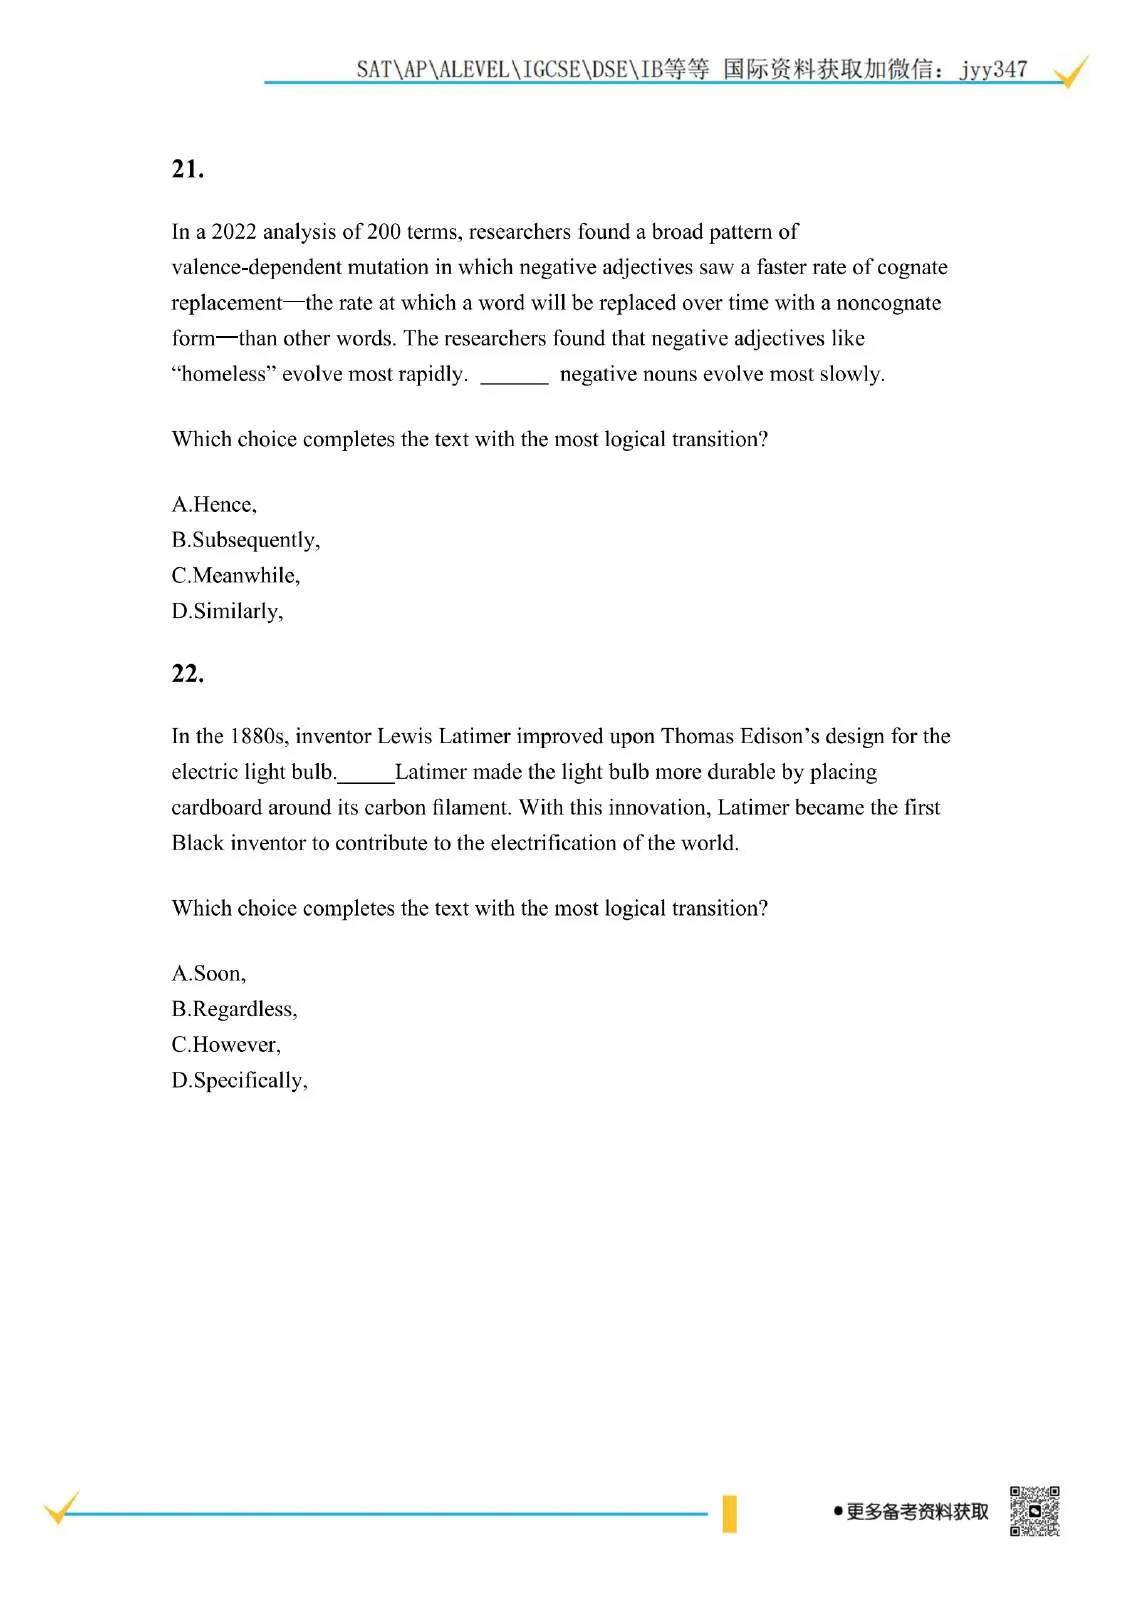 SAT\AP\ALEVEL\IGCSE\DSE\IB等等 国际资料获取加微信：jyy347
21.
In a 2022 analysis of 200 terms, researchers found a broad pattern of
valence-dependent mutation in which negative adjectives saw a faster rate of cognate
replacement—the rate at which a word will be replaced over time with a noncognate
form—than other words. The researchers found that negative adjectives like
“homeless” evolve most rapidly. ______ negative nouns evolve most slowly.
Which choice completes the text with the most logical transition?
A.Hence,
B.Subsequently,
C.Meanwhile,
D.Similarly,
22.
In the 1880s, inventor Lewis Latimer improved upon Thomas Edison’s design for the
electric light bulb._____Latimer made the light bulb more durable by placing
cardboard around its carbon filament. With this innovation, Latimer became the first
Black inventor to contribute to the electrification of the world.
Which choice completes the text with the most logical transition?
A.Soon,
B.Regardless,
C.However,
D.Specifically,
●更多备考资料获取